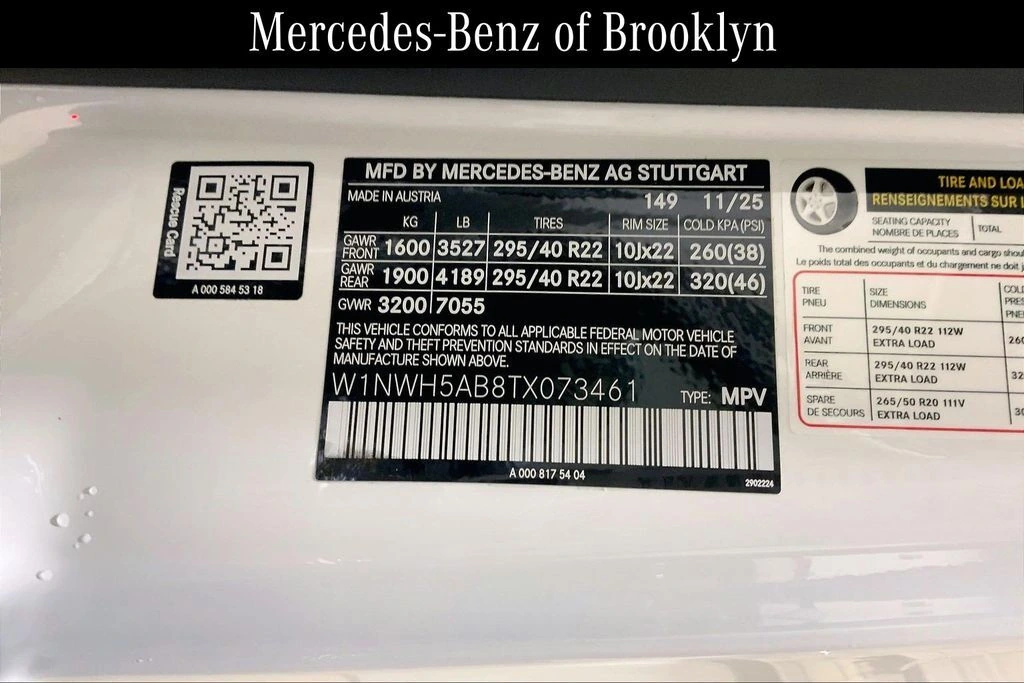 Mercedes-Benz of Brooklyn
Rescue Card
A 000 584 53 18
MFD BY MERCEDES-BENZ AG STUTTGART
MADE IN AUSTRIA 149 11/25
KG LB TIRES RIM SIZE COLD KPA(PSI)
GAWR FRONT 1600 3527 295/40 R22 10Jx22 260(38)
GAWR REAR 1900 4189 295/40 R22 10Jx22 320(46)
GVWR 3200 7055
THIS VEHICLE CONFORMS TO ALL APPLICABLE FEDERAL MOTOR VEHICLE
SAFETY AND THEFT PREVENTION STANDARDS IN EFFECT ON THE DATE OF
MANUFACTURE SHOWN ABOVE.
W1NWH5AB8TX073461 TYPE: MPV
A 000 817 54 04
2902224
TIRE AND LOA
RENSEIGNEMENTS SUR L
SEATING CAPACITY
NOMBRE DE PLACES
TOTAL
The combined weight of occupants and cargo shou
Le poids total des occupants et du chargement ne doit j
TIRE SIZE COLD
PNEU DIMENSIONS PRES
PNE
FRONT 295/40 R22 112W 260
AVANT EXTRA LOAD
REAR 295/40 R22 112W 32
ARRIÈRE EXTRA LOAD
SPARE 265/50 R20 111V 30
DE SECOURS EXTRA LOAD